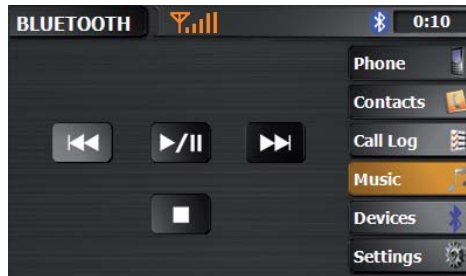 BLUETOOTH 0:10
Phone
Contacts
Call Log
Music
Devices
Settings